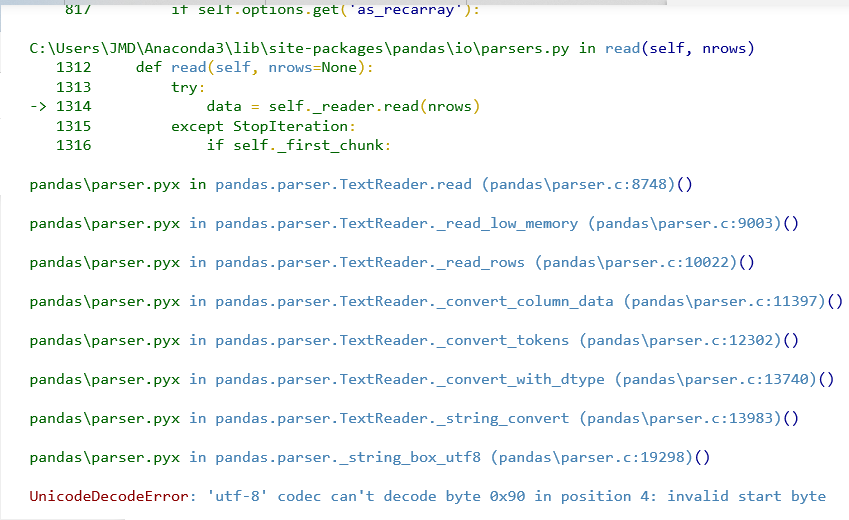 817 if self.options.get('as_recarray'):
C:\Users\JMD\Anaconda3\lib\site-packages\pandas\io\parsers.py in read(self, nrows)
1312 def read(self, nrows=None):
1313 try:
-> 1314 data = self._reader.read(nrows)
1315 except StopIteration:
1316 if self._first_chunk:
pandas\parser.pyx in pandas.parser.TextReader.read (pandas\parser.c:8748)()
pandas\parser.pyx in pandas.parser.TextReader._read_low_memory (pandas\parser.c:9003)()
pandas\parser.pyx in pandas.parser.TextReader._read_rows (pandas\parser.c:10022)()
pandas\parser.pyx in pandas.parser.TextReader._convert_column_data (pandas\parser.c:11397)()
pandas\parser.pyx in pandas.parser.TextReader._convert_tokens (pandas\parser.c:12302)()
pandas\parser.pyx in pandas.parser.TextReader._convert_with_dtype (pandas\parser.c:13740)()
pandas\parser.pyx in pandas.parser.TextReader._string_convert (pandas\parser.c:13983)()
pandas\parser.pyx in pandas.parser._string_box_utf8 (pandas\parser.c:19298)()
UnicodeDecodeError: 'utf-8' codec can't decode byte 0x90 in position 4: invalid start byte